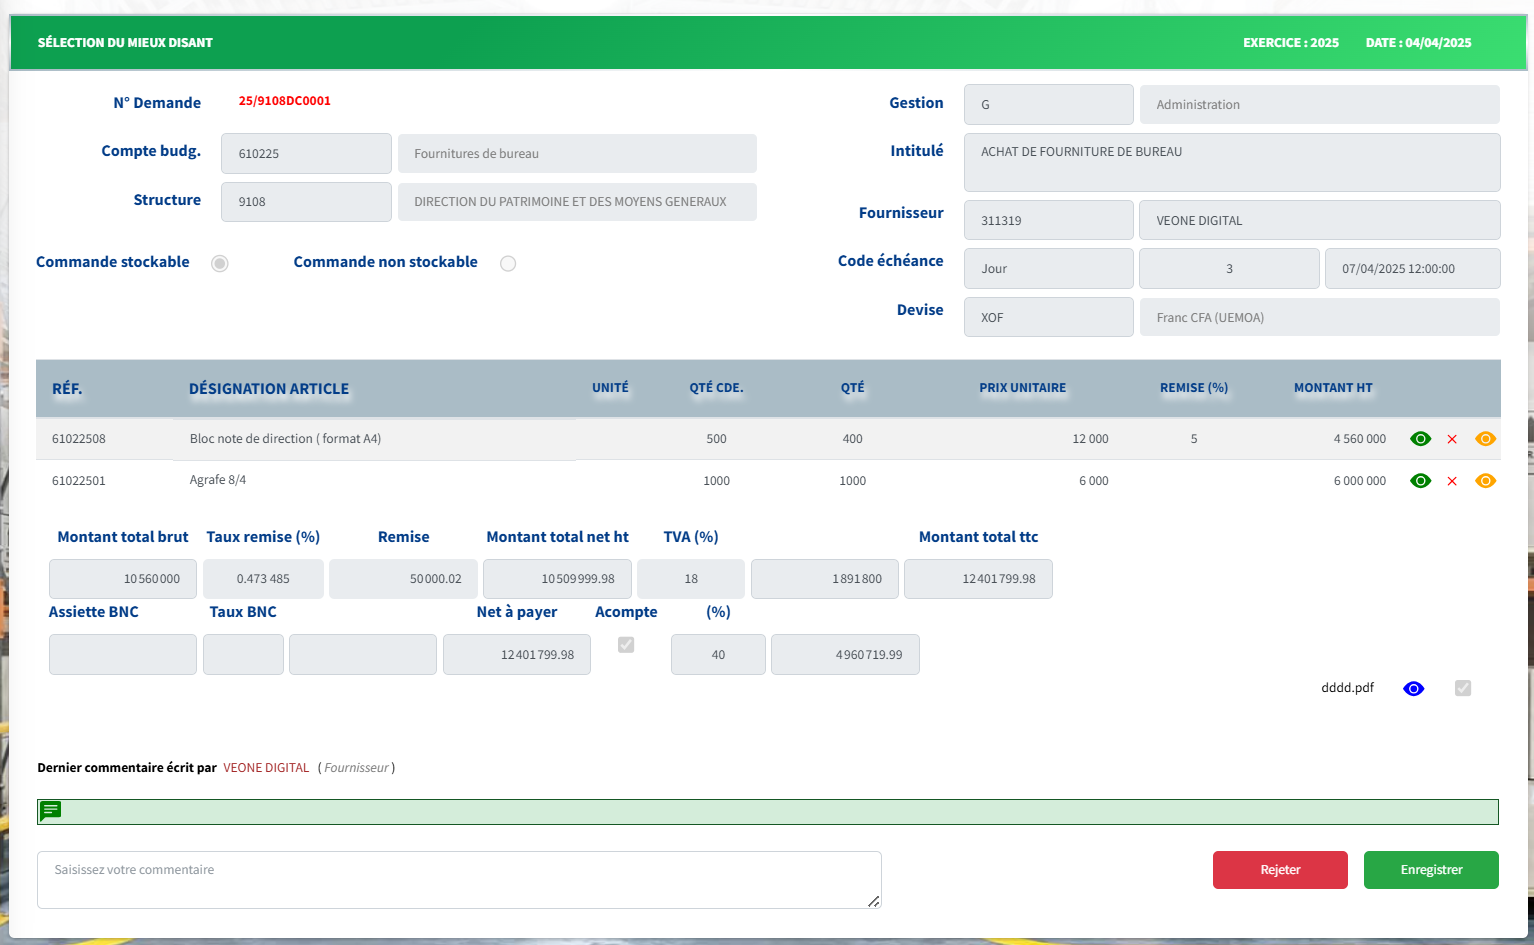 SÉLECTION DU MIEUX DISANT EXERCICE : 2025 DATE : 04/04/2025
N° Demande 25/9108DC0001
Gestion G Administration
Compte budg. 610225 Fournitures de bureau
Intitulé ACHAT DE FOURNITURE DE BUREAU
Structure 9108 DIRECTION DU PATRIMOINE ET DES MOYENS GENERAUX
Fournisseur 311319 VEONE DIGITAL
Commande stockable Commande non stockable
Code échéance Jour 3 07/04/2025 12:00:00
Devise XOF Franc CFA (UEMOA)
RÉF. DÉSIGNATION ARTICLE UNITÉ QTÉ CDE. QTÉ PRIX UNITAIRE REMISE (%) MONTANT HT
61022508 Bloc note de direction ( format A4) 500 400 12 000 5 4 560 000
61022501 Agrafe 8/4 1000 1000 6 000 6 000 000
Montant total brut Taux remise (%) Remise Montant total net ht TVA (%) Montant total ttc
10 560 000 0.473 485 50 000.02 10 509 999.98 18 1 891 800 12 401 799.98
Assiette BNC Taux BNC Net à payer Acompte (%)
12 401 799.98 40 4 960 719.99
dddd.pdf
Dernier commentaire écrit par VEONE DIGITAL ( Fournisseur )
Saisissez votre commentaire
Rejeter Enregistrer